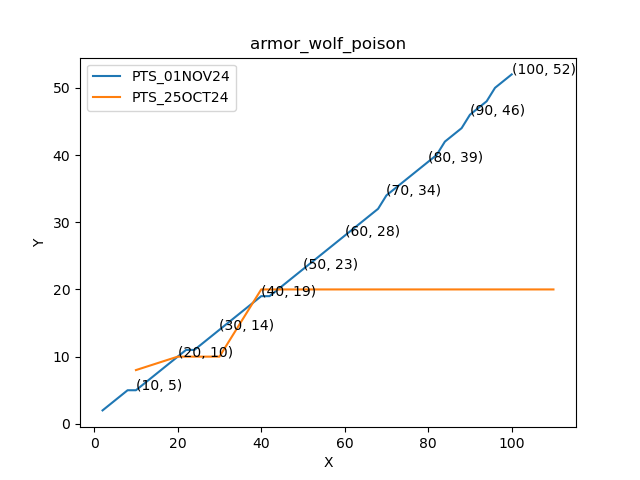 armor_wolf_poison
PTS_01NOV24
PTS_25OCT24
(100, 52)
(90, 46)
(80, 39)
(70, 34)
(60, 28)
(50, 23)
(40, 19)
(30, 14)
(20, 10)
(10, 5)
50
40
30
20
10
0
Y
0 20 40 60 80 100
X